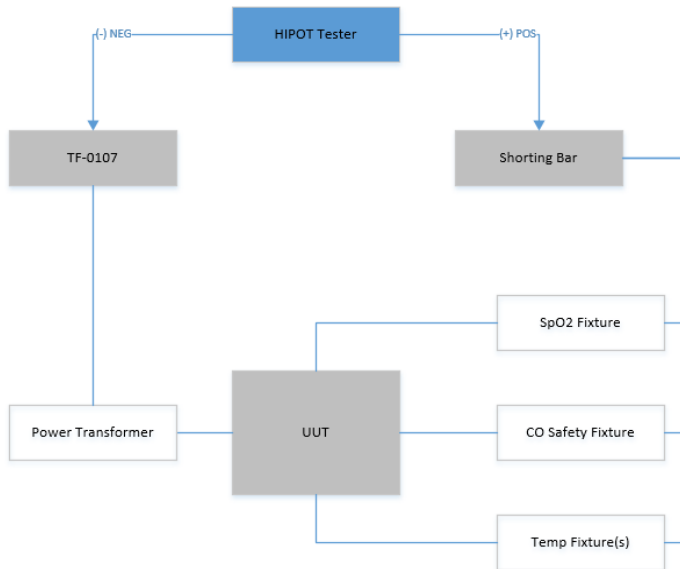 (-) NEG
HIPOT Tester
(+) POS
TF-0107
Shorting Bar
SpO2 Fixture
Power Transformer
UUT
CO Safety Fixture
Temp Fixture(s)